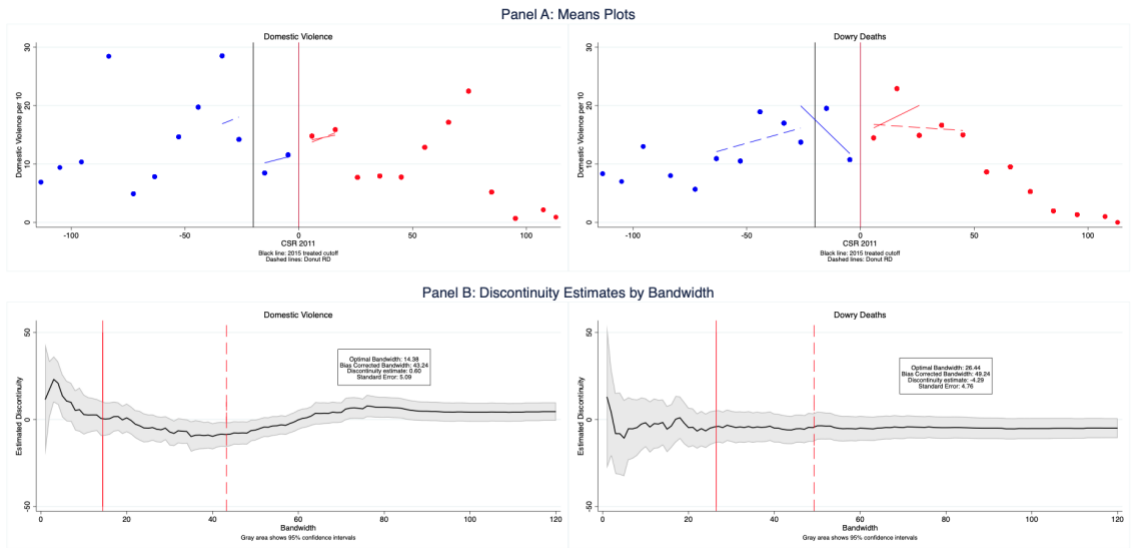 Panel A: Means Plots
Domestic Violence
Domestic Violence per 10
30
20
10
0
-100
-50
0
50
100
CSR 2011
Black line: 2015 treated cutoff
Dashed lines: Donut RD
Dowry Deaths
Domestic Violence per 10
30
20
10
0
-100
-50
0
50
100
CSR 2011
Black line: 2015 treated cutoff
Dashed lines: Donut RD
Panel B: Discontinuity Estimates by Bandwidth
Domestic Violence
Estimated Discontinuity
50
0
-50
Optimal Bandwidth: 14.38
Bias Corrected Bandwidth: 43.24
Discontinuity estimate: 0.60
Standard Error: 5.09
0
20
40
60
80
100
120
Bandwidth
Gray area shows 95% confidence intervals
Dowry Deaths
Estimated Discontinuity
50
0
-50
Optimal Bandwidth: 26.44
Bias Corrected Bandwidth: 49.24
Discontinuity estimate: -4.29
Standard Error: 4.76
0
20
40
60
80
100
120
Bandwidth
Gray area shows 95% confidence intervals